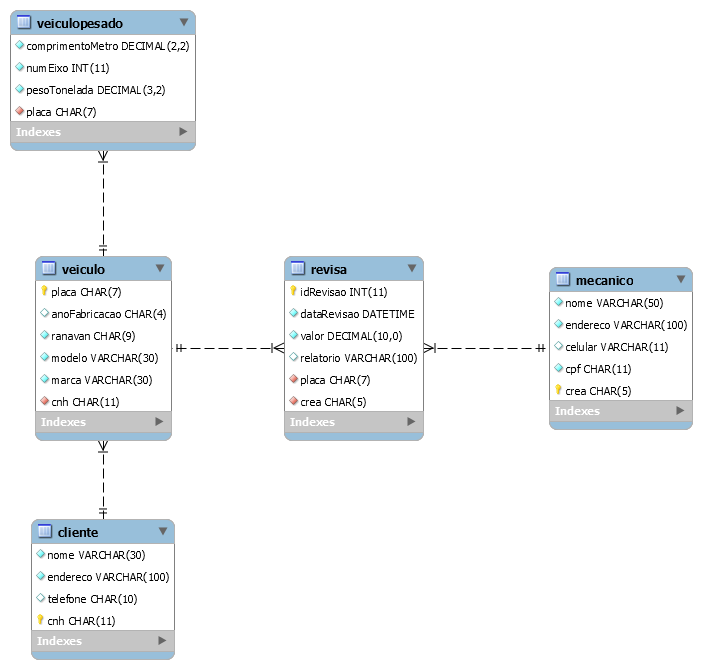 veiculopesado
comprimentoMetro DECIMAL(2,2)
numEixo INT(11)
pesoTonelada DECIMAL(3,2)
placa CHAR(7)
Indexes
veiculo
placa CHAR(7)
anoFabricacao CHAR(4)
ranavan CHAR(9)
modelo VARCHAR(30)
marca VARCHAR(30)
cnh CHAR(11)
Indexes
revisa
idRevisao INT(11)
dataRevisao DATETIME
valor DECIMAL(10,0)
relatorio VARCHAR(100)
placa CHAR(7)
crea CHAR(5)
Indexes
mecanico
nome VARCHAR(50)
endereco VARCHAR(100)
celular VARCHAR(11)
cpf CHAR(11)
crea CHAR(5)
Indexes
cliente
nome VARCHAR(30)
endereco VARCHAR(100)
telefone CHAR(10)
cnh CHAR(11)
Indexes